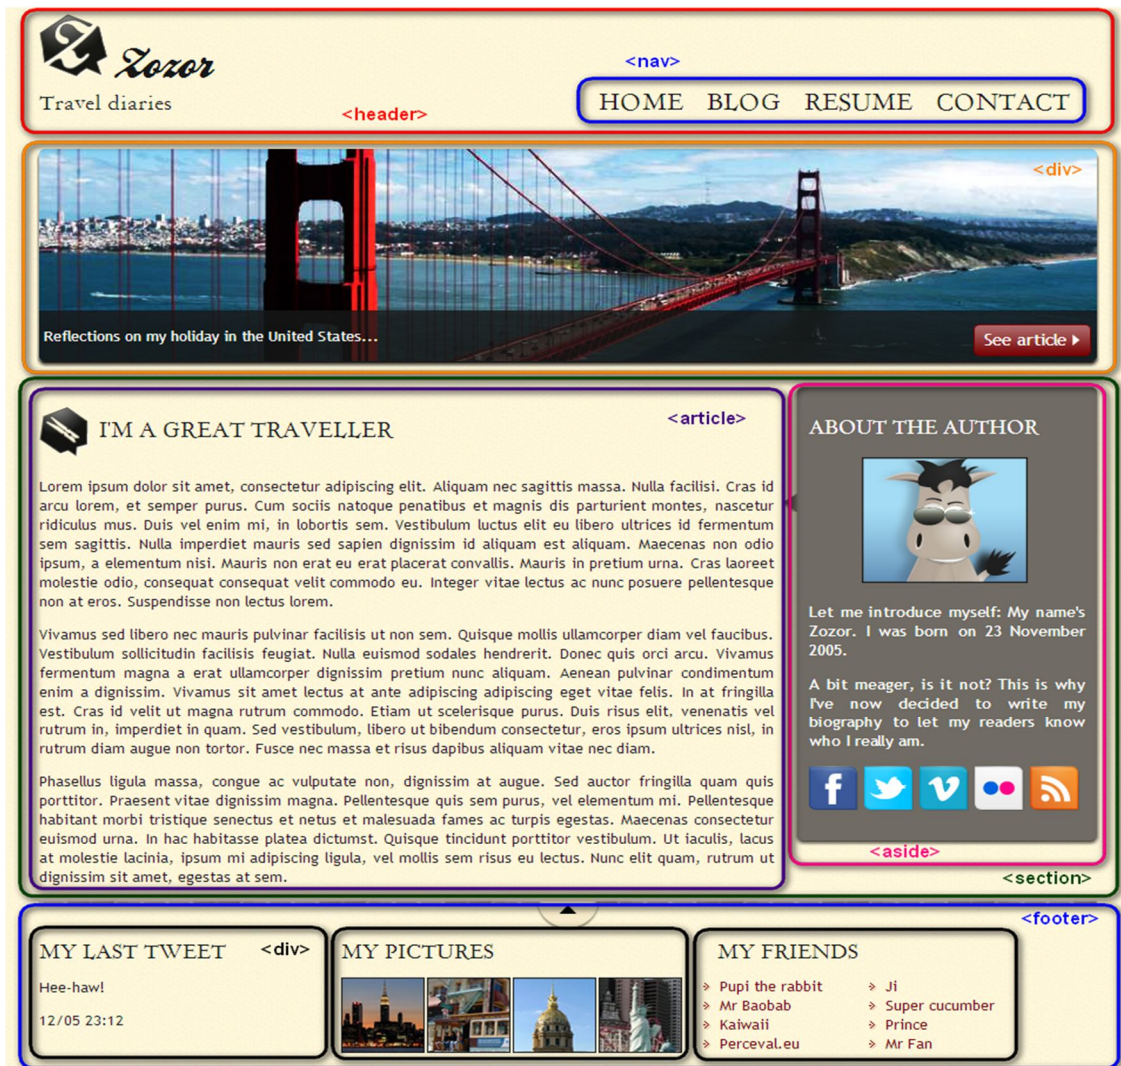 Zozor
Travel diaries
<header>
<nav>
HOME BLOG RESUME CONTACT
<div>
Reflections on my holiday in the United States...
See article
<article>
I'M A GREAT TRAVELLER
Lorem ipsum dolor sit amet, consectetur adipiscing elit. Aliquam nec sagittis massa. Nulla facilisi. Cras id
arcu lorem, et semper purus. Cum sociis natoque penatibus et magnis dis parturient montes, nascetur
ridiculus mus. Duis vel enim mi, in lobortis sem. Vestibulum luctus elit eu libero ultrices id fermentum
sem sagittis. Nulla imperdiet mauris sed sapien dignissim id aliquam est aliquam. Maecenas non odio
ipsum, a elementum nisi. Mauris non erat eu erat placerat convallis. Mauris in pretium urna. Cras laoreet
molestie odio, consequat consequat velit commodo eu. Integer vitae lectus ac nunc posuere pellentesque
non at eros. Suspendisse non lectus lorem.
Vivamus sed libero nec mauris pulvinar facilisis ut non sem. Quisque mollis ullamcorper diam vel faucibus.
Vestibulum sollicitudin facilisis feugiat. Nulla euismod sodales hendrerit. Donec quis orci arcu. Vivamus
fermentum magna a erat ullamcorper dignissim pretium nunc aliquam. Aenean pulvinar condimentum
enim a dignissim. Vivamus sit amet lectus at ante adipiscing adipiscing eget vitae felis. In at fringilla
est. Cras id velit ut magna rutrum commodo. Etiam ut scelerisque purus. Duis risus elit, venenatis vel
rutrum in, imperdiet in quam. Sed vestibulum, libero ut bibendum consectetur, eros ipsum ultrices nisl, in
rutrum diam augue non tortor. Fusce nec massa et risus dapibus aliquam vitae nec diam.
Phasellus ligula massa, congue ac vulputate non, dignissim at augue. Sed auctor fringilla quam quis
porttitor. Praesent vitae dignissim magna. Pellentesque quis sem purus, vel elementum mi. Pellentesque
habitant morbi tristique senectus et netus et malesuada fames ac turpis egestas. Maecenas consectetur
euismod urna. In hac habitasse platea dictumst. Quisque tincidunt porttitor vestibulum. Ut iaculis, lacus
at molestie lacinia, ipsum mi adipiscing ligula, vel mollis sem risus eu lectus. Nunc elit quam, rutrum ut
dignissim sit amet, egestas at sem.
ABOUT THE AUTHOR
Let me introduce myself: My name's
Zozor. I was born on 23 November
2005.
A bit meager, is it not? This is why
I've now decided to write my
biography to let my readers know
who I really am.
<aside>
<section>
<footer>
MY LAST TWEET
<div>
Hee-haw!
12/05 23:12
MY PICTURES
MY FRIENDS
Pupi the rabbit
Mr Baobab
Kaiwaii
Perceval.eu
Ji
Super cucumber
Prince
Mr Fan